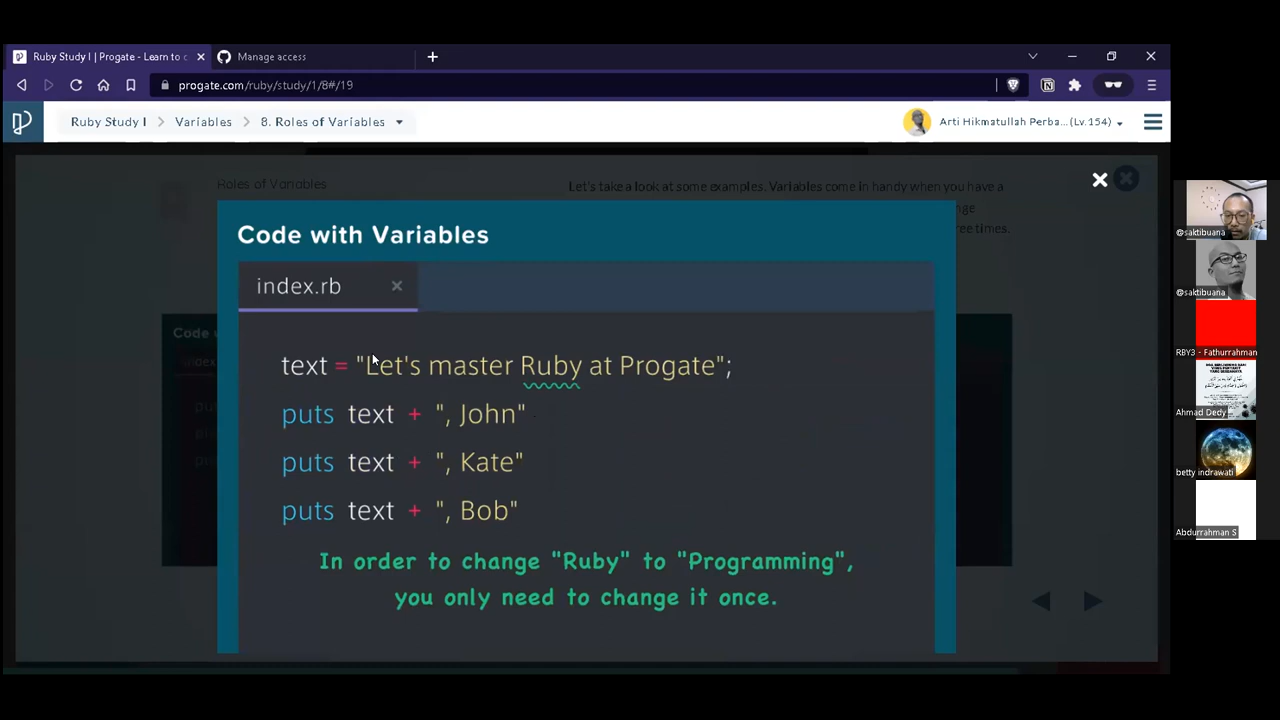 Ruby Study I | Progate - Learn to c
Manage access
progate.com/ruby/study/1/8#/19
Ruby Study I
Variables
8. Roles of Variables
Arti Hikmatullah Perba...(Lv.154)
Roles of Variables
Let's take a look at some examples. Variables come in handy when you have a
nge
ree times.
Code with Variables
index.rb
text = "Let's master Ruby at Progate";
puts text + ", John"
puts text + ", Kate"
puts text + ", Bob"
In order to change "Ruby" to "Programming",
you only need to change it once.
Code
@saktibuana
@saktibuana
RBY3 - Fathurrahman
Ahmad Dedy
betty indrawati
Abdurrahman S